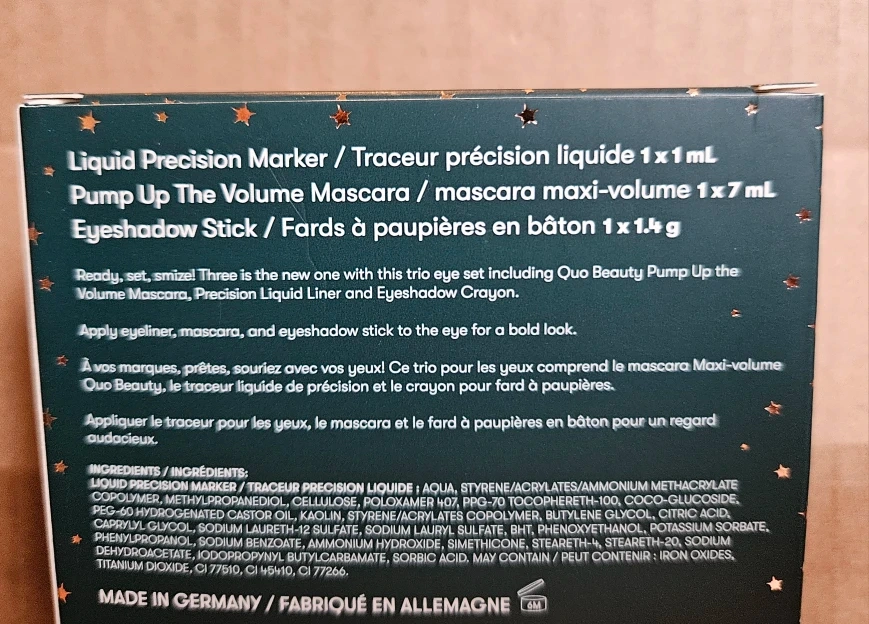 Liquid Precision Marker / Traceur précision liquide 1 x 1 mL
Pump Up The Volume Mascara / mascara maxi-volume 1 x 7 mL
Eyeshadow Stick / Fards à paupières en bâton 1 x 1.4 g
Ready, set, smize! Three is the new one with this trio eye set including Quo Beauty Pump Up the
Volume Mascara, Precision Liquid Liner and Eyeshadow Crayon.
Apply eyeliner, mascara, and eyeshadow stick to the eye for a bold look.
À vos marques, prêtes, souriez avec vos yeux! Ce trio pour les yeux comprend le mascara Maxi-volume
Quo Beauty, le traceur liquide de précision et le crayon pour fard à paupières.
Appliquer le traceur pour les yeux, le mascara et le fard à paupières en bâton pour un regard
audacieux.
INGREDIENTS / INGRÉDIENTS:
LIQUID PRECISION MARKER / TRACEUR PRECISION LIQUIDE : AQUA, STYRENE/ACRYLATES/AMMONIUM METHACRYLATE
COPOLYMER, METHYLPROPANEDIOL, CELLULOSE, POLOXAMER 407, PPG-70 TOCOPHERETH-100, COCO-GLUCOSIDE,
PEG-60 HYDROGENATED CASTOR OIL, KAOLIN, STYRENE/ACRYLATES COPOLYMER, BUTYLENE GLYCOL, CITRIC ACID,
CAPRYLYL GLYCOL, SODIUM LAURETH-12 SULFATE, SODIUM LAURYL SULFATE, BHT, PHENOXYETHANOL, POTASSIUM SORBATE,
PHENYLPROPANOL, SODIUM BENZOATE, AMMONIUM HYDROXIDE, SIMETHICONE, STEARETH-4, STEARETH-20, SODIUM
DEHYDROACETATE, IODOPROPYNYL BUTYLCARBAMATE, SORBIC ACID. MAY CONTAIN / PEUT CONTENIR : IRON OXIDES,
TITANIUM DIOXIDE, CI 77510, CI 45410, CI 77266.
MADE IN GERMANY / FABRIQUÉ EN ALLEMAGNE 6M